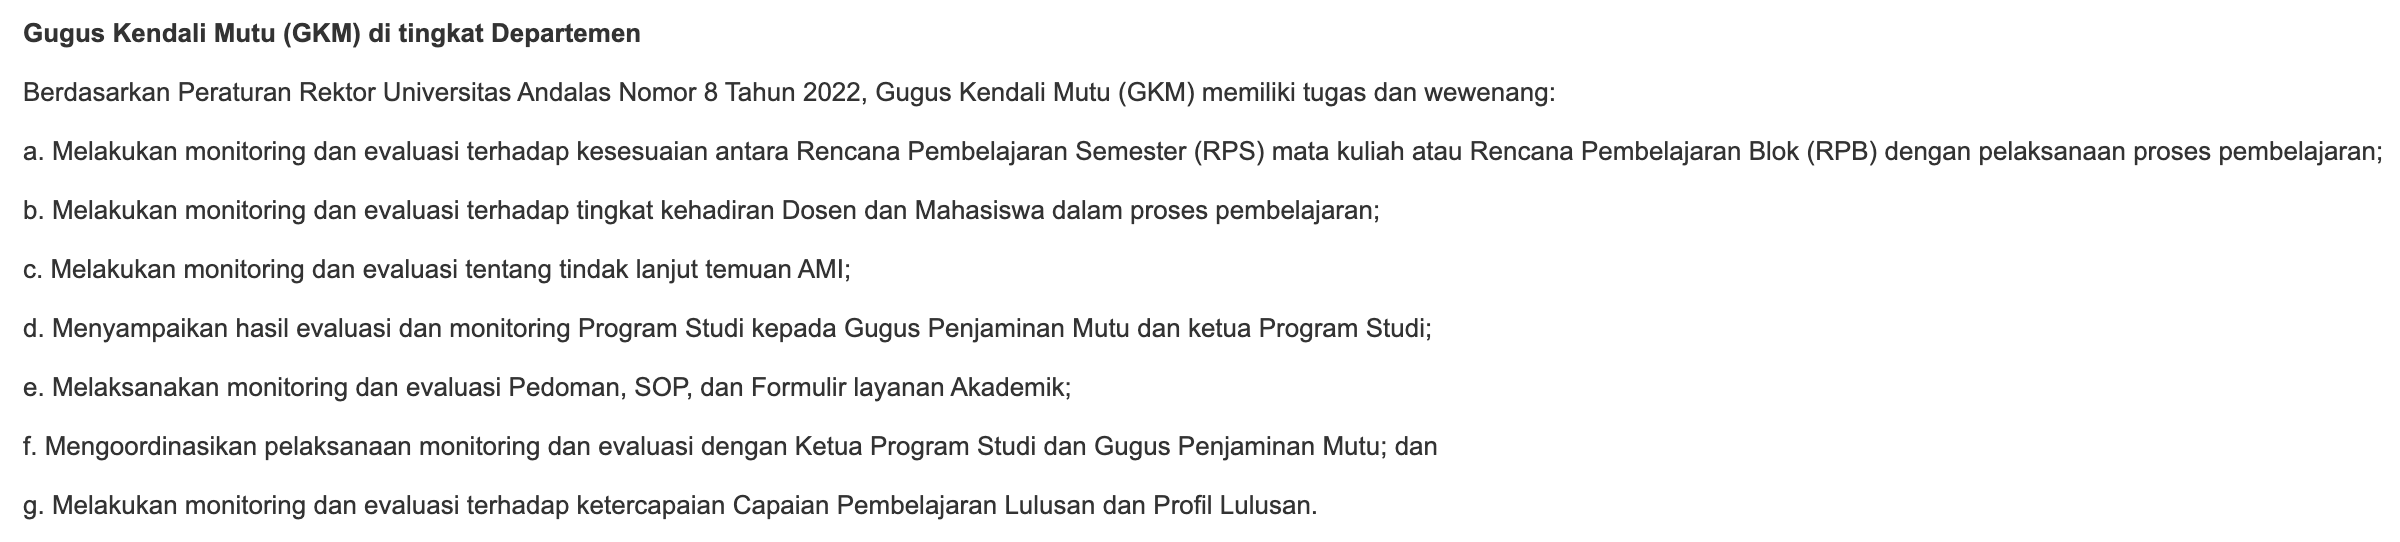 Gugus Kendali Mutu (GKM) di tingkat Departemen
Berdasarkan Peraturan Rektor Universitas Andalas Nomor 8 Tahun 2022, Gugus Kendali Mutu (GKM) memiliki tugas dan wewenang:
a. Melakukan monitoring dan evaluasi terhadap kesesuaian antara Rencana Pembelajaran Semester (RPS) mata kuliah atau Rencana Pembelajaran Blok (RPB) dengan pelaksanaan proses pembelajaran;
b. Melakukan monitoring dan evaluasi terhadap tingkat kehadiran Dosen dan Mahasiswa dalam proses pembelajaran;
c. Melakukan monitoring dan evaluasi tentang tindak lanjut temuan AMI;
d. Menyampaikan hasil evaluasi dan monitoring Program Studi kepada Gugus Penjaminan Mutu dan ketua Program Studi;
e. Melaksanakan monitoring dan evaluasi Pedoman, SOP, dan Formulir layanan Akademik;
f. Mengoordinasikan pelaksanaan monitoring dan evaluasi dengan Ketua Program Studi dan Gugus Penjaminan Mutu; dan
g. Melakukan monitoring dan evaluasi terhadap ketercapaian Capaian Pembelajaran Lulusan dan Profil Lulusan.